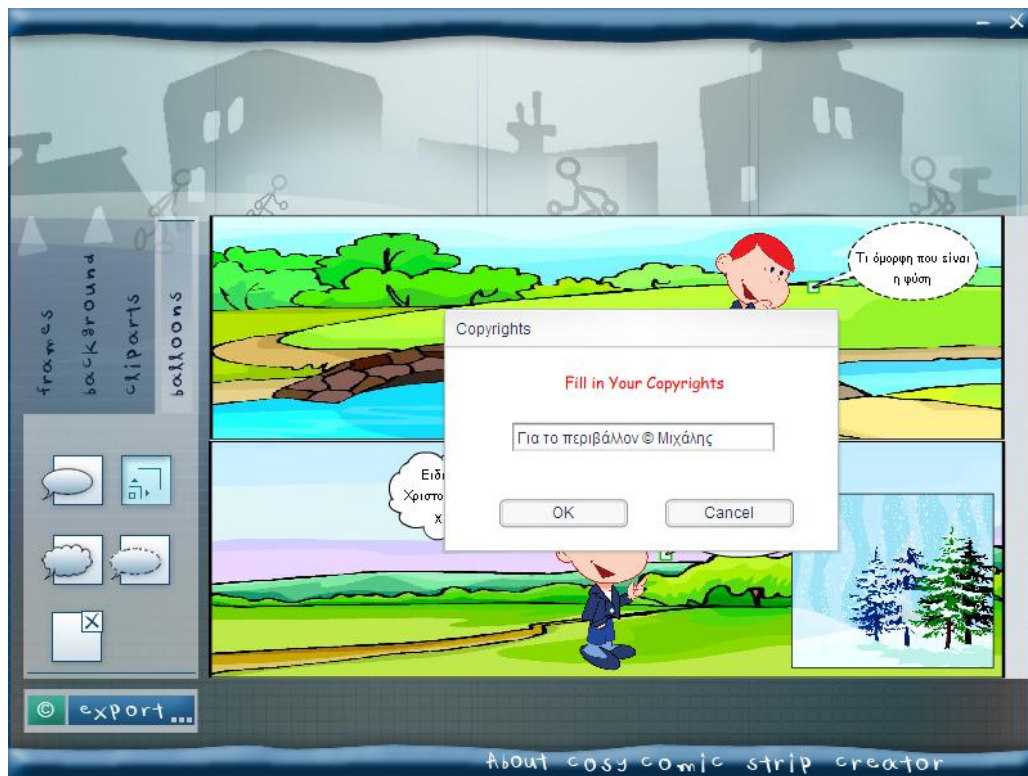 frames
background
cliparts
balloons
Τι όμορφη που είναι
η φύση
Copyrights
Fill in Your Copyrights
Για το περιβάλλον © Μιχάλης
OK
Cancel
© export...
About cosy comic strip creator